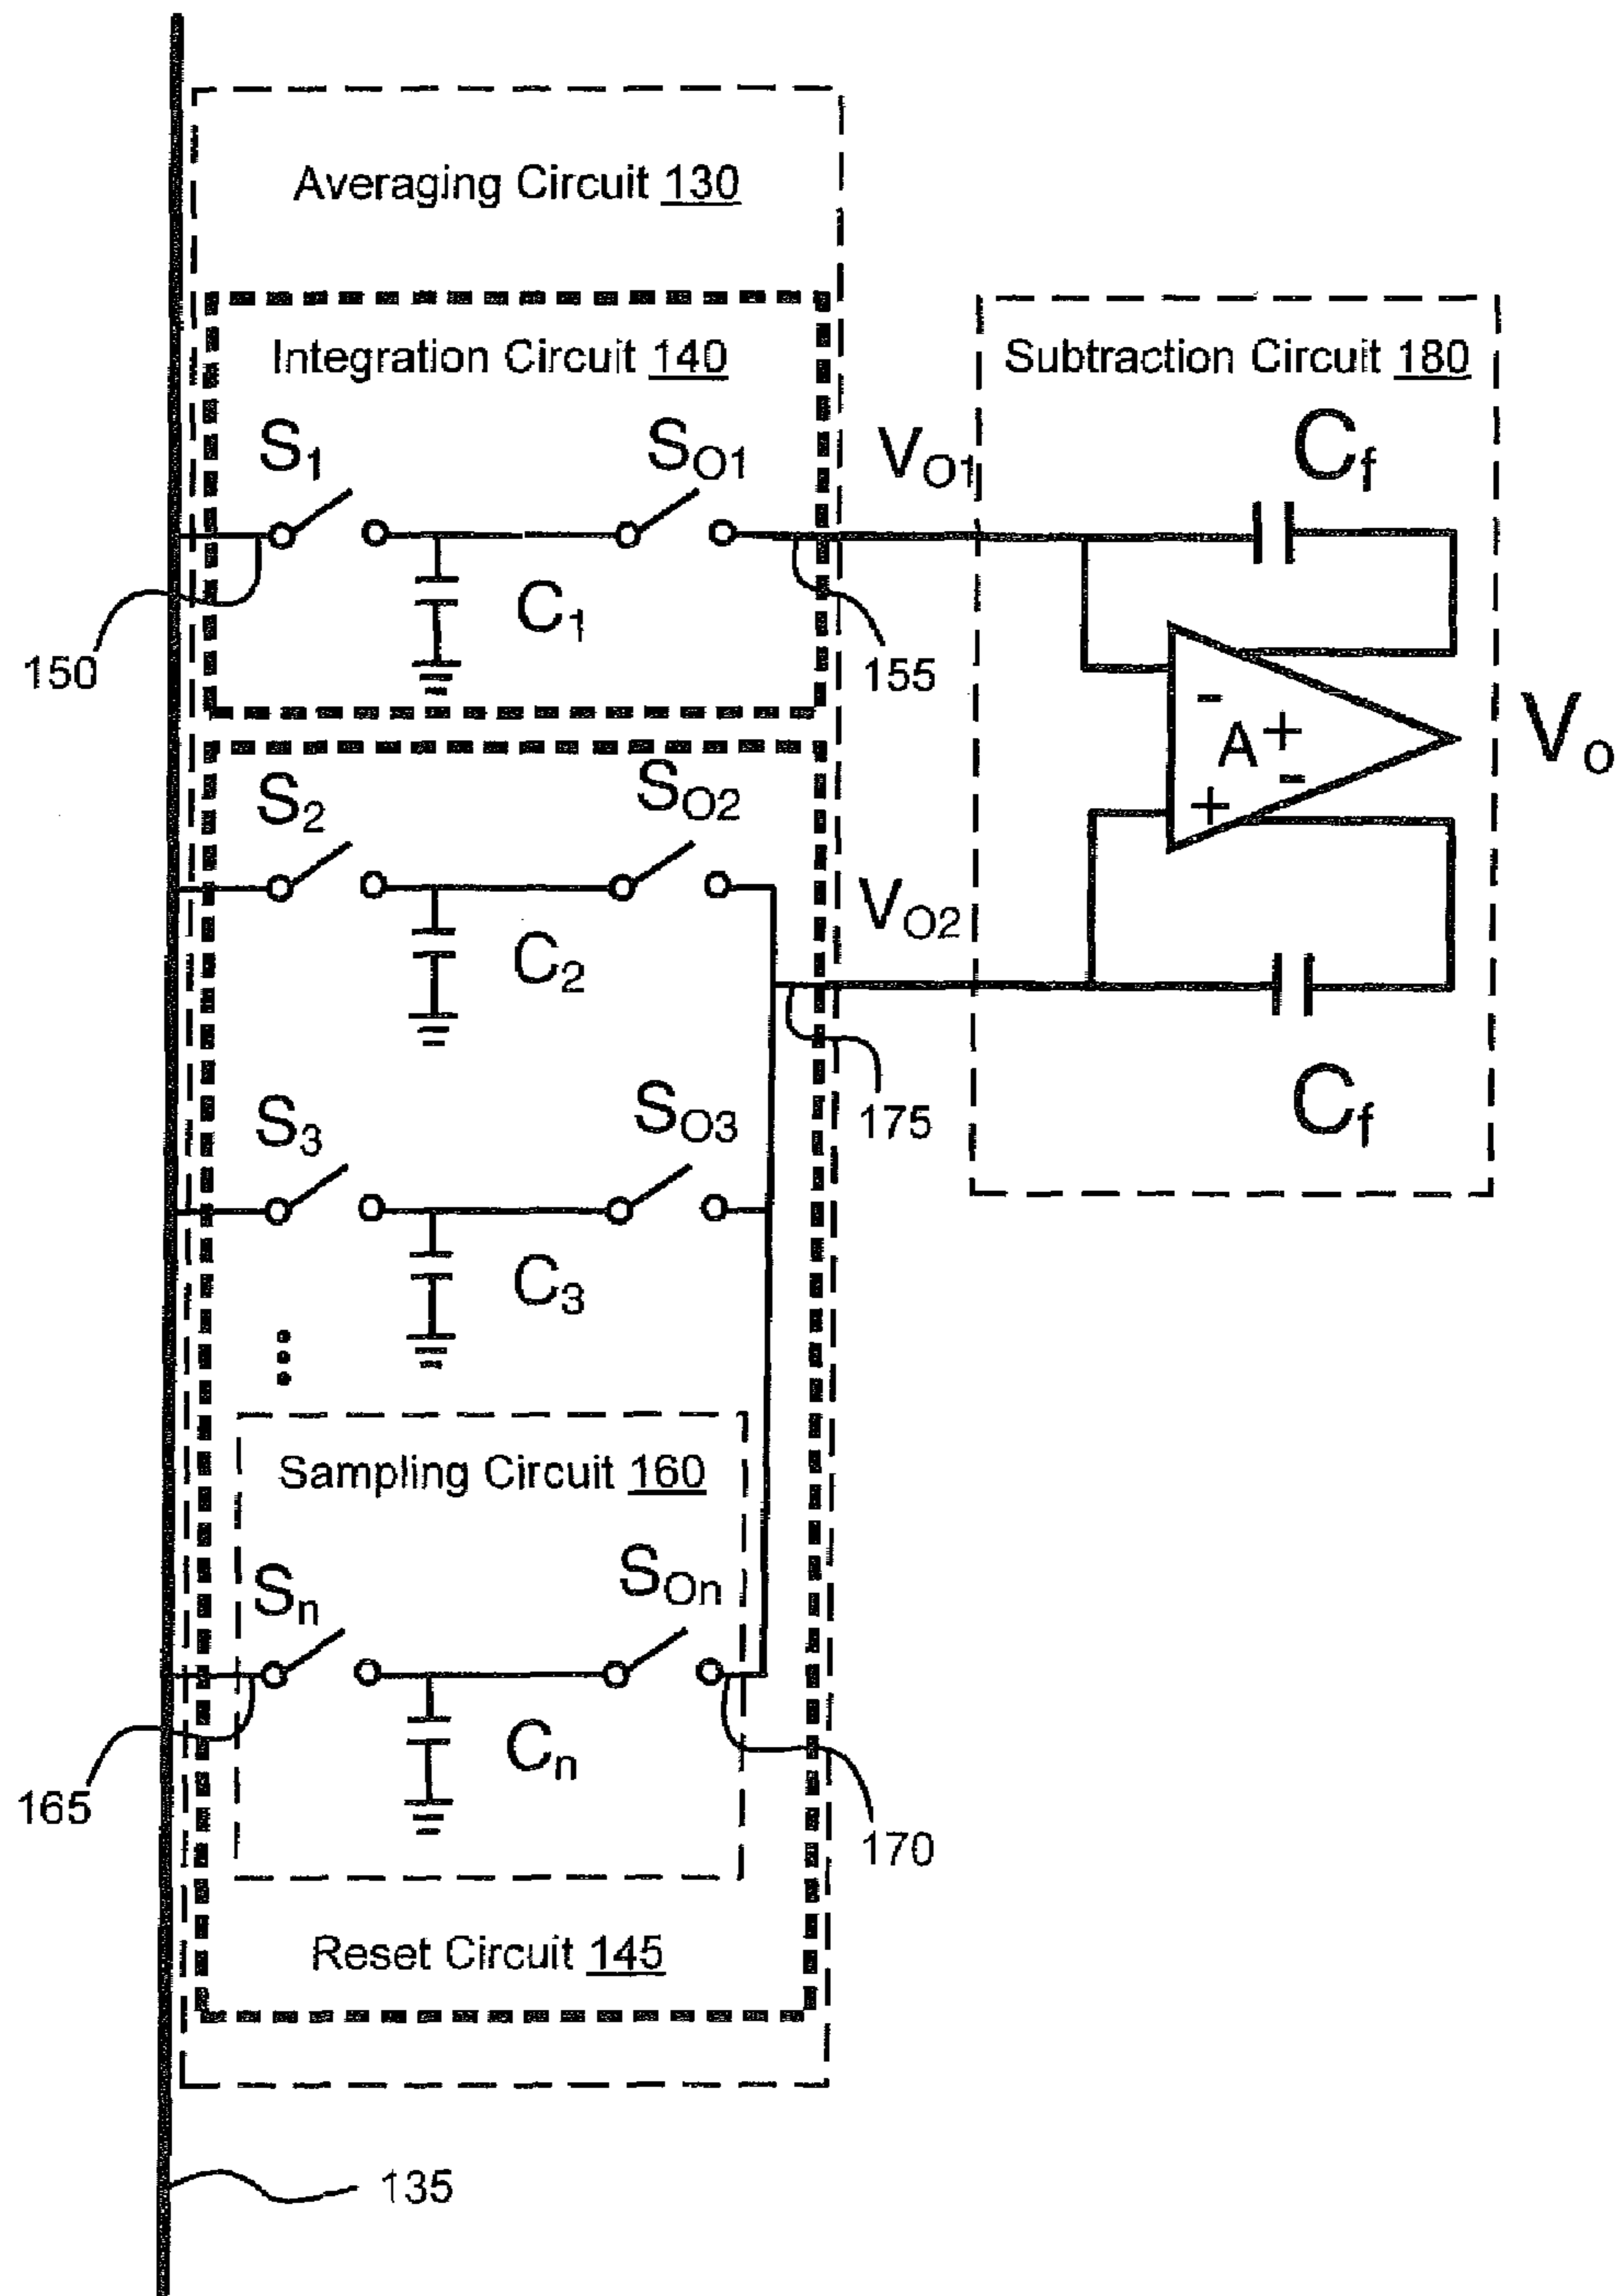 Averaging Circuit 130
Integration Circuit 140
Subtraction Circuit 180
S1
SO1
VO1
Cf
C1
150
155
- A + -
+
VO
S2
SO2
VO2
C2
Cf
175
S3
SO3
C3
Sampling Circuit 160
Sn
SOn
Cn
165
170
Reset Circuit 145
135